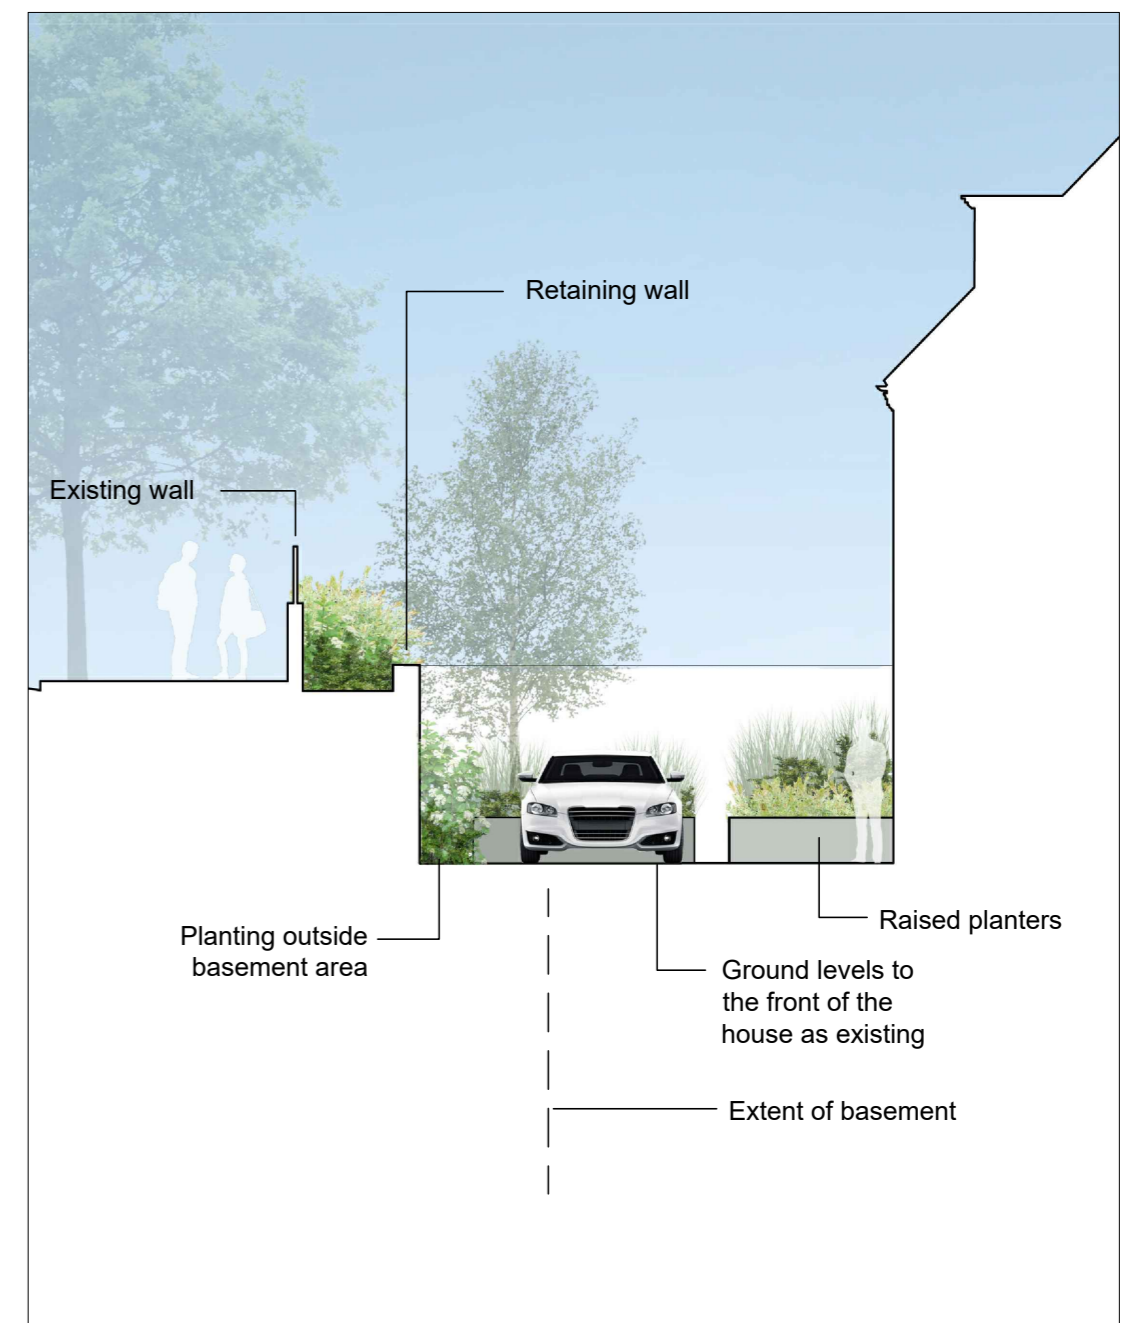 Retaining wall
Existing wall
Planting outside
basement area
Raised planters
Ground levels to
the front of the
house as existing
Extent of basement